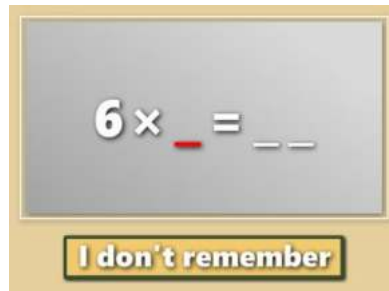 6 × _ = _ _
I don't remember